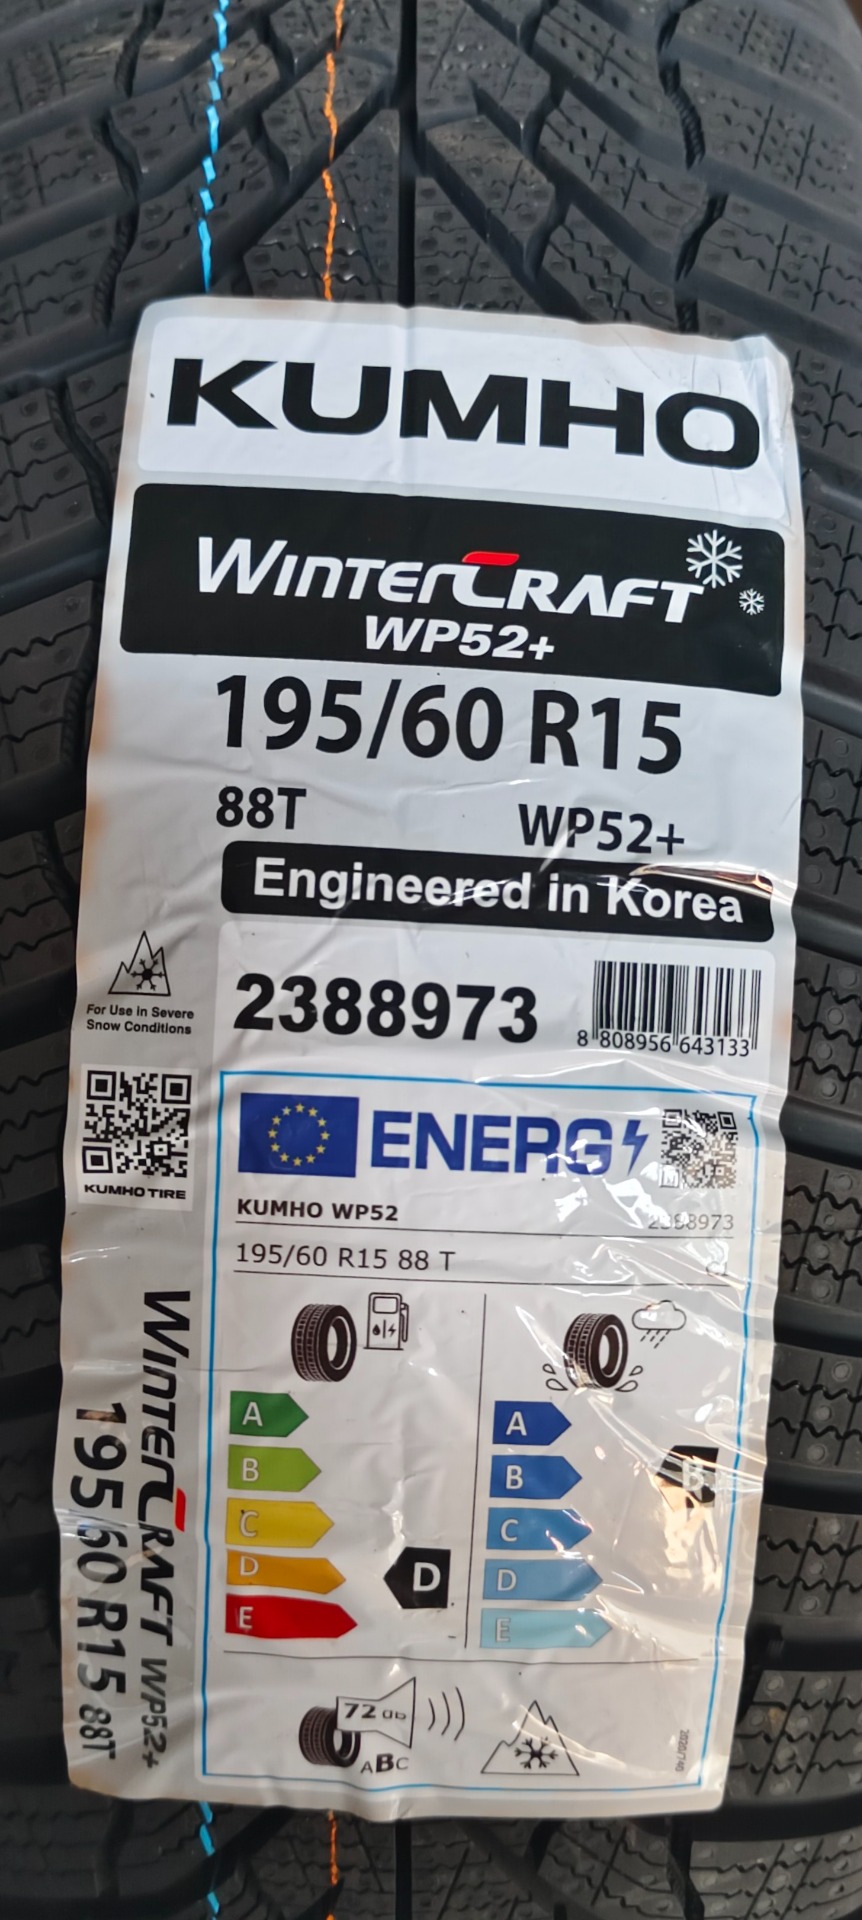 KUMHO
WINTERCRAFT
WP52+
195/60 R15
88T WP52+
Engineered in Korea
For Use in Severe
Snow Conditions
2388973
8 808956 643133
KUMHO TIRE
ENERG
KUMHO WP52 2388973
195/60 R15 88 T
A A
B B B
C C
D D D
E E
72 db
ABC
2020/740
WINTERCRAFT WP52+
195/60 R15 88T